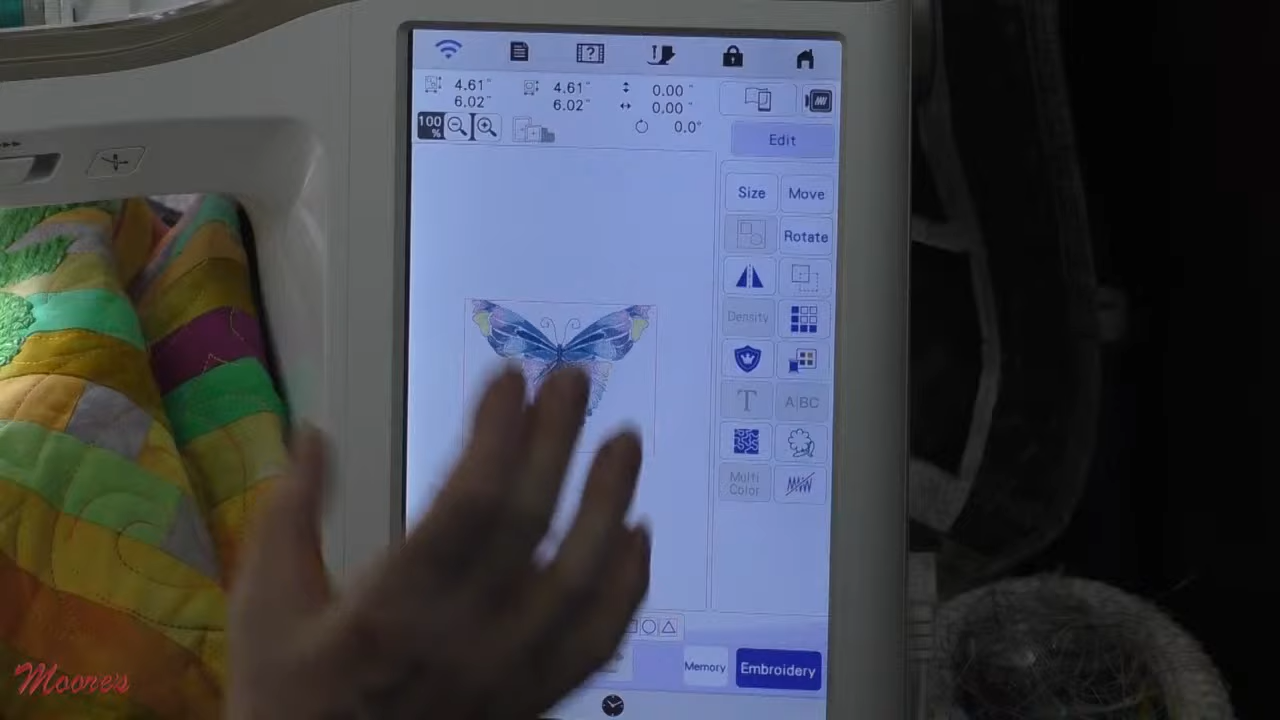 4.61" 4.61" 0.00 "
6.02" 6.02" 0.00 "
100 %
0.0°
Edit
Size Move
Rotate
Density
T A|BC
Multi Color
Memory Embroidery
Moore's